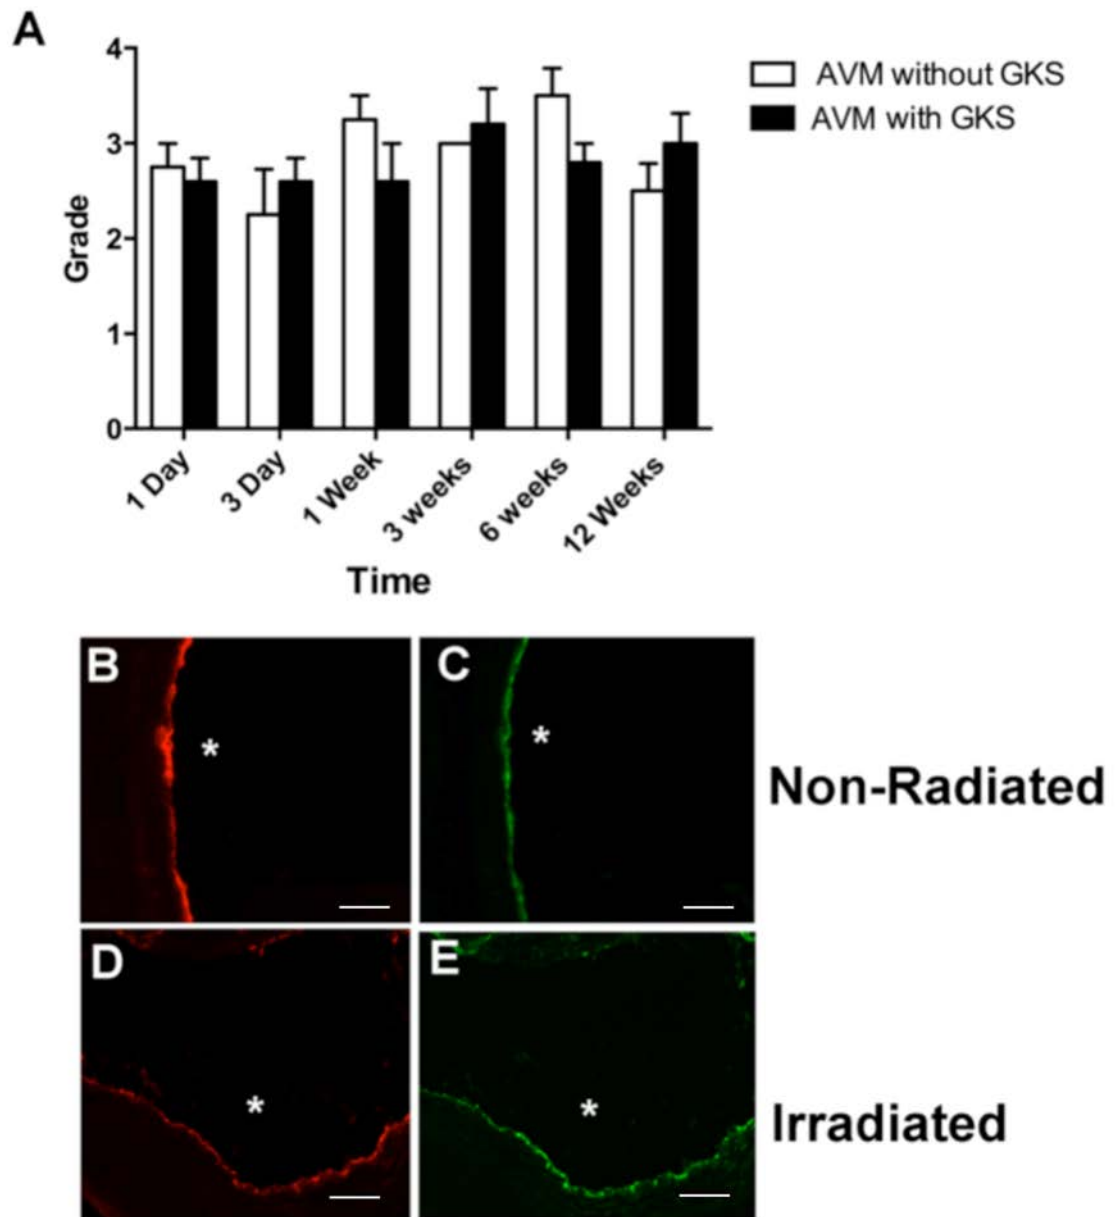 A
4
3
2
1
0
Grade
AVM without GKS
AVM with GKS
1 Day
3 Day
1 Week
3 weeks
6 weeks
12 Weeks
Time
B
*
C
*
Non-Radiated
D
*
E
*
Irradiated